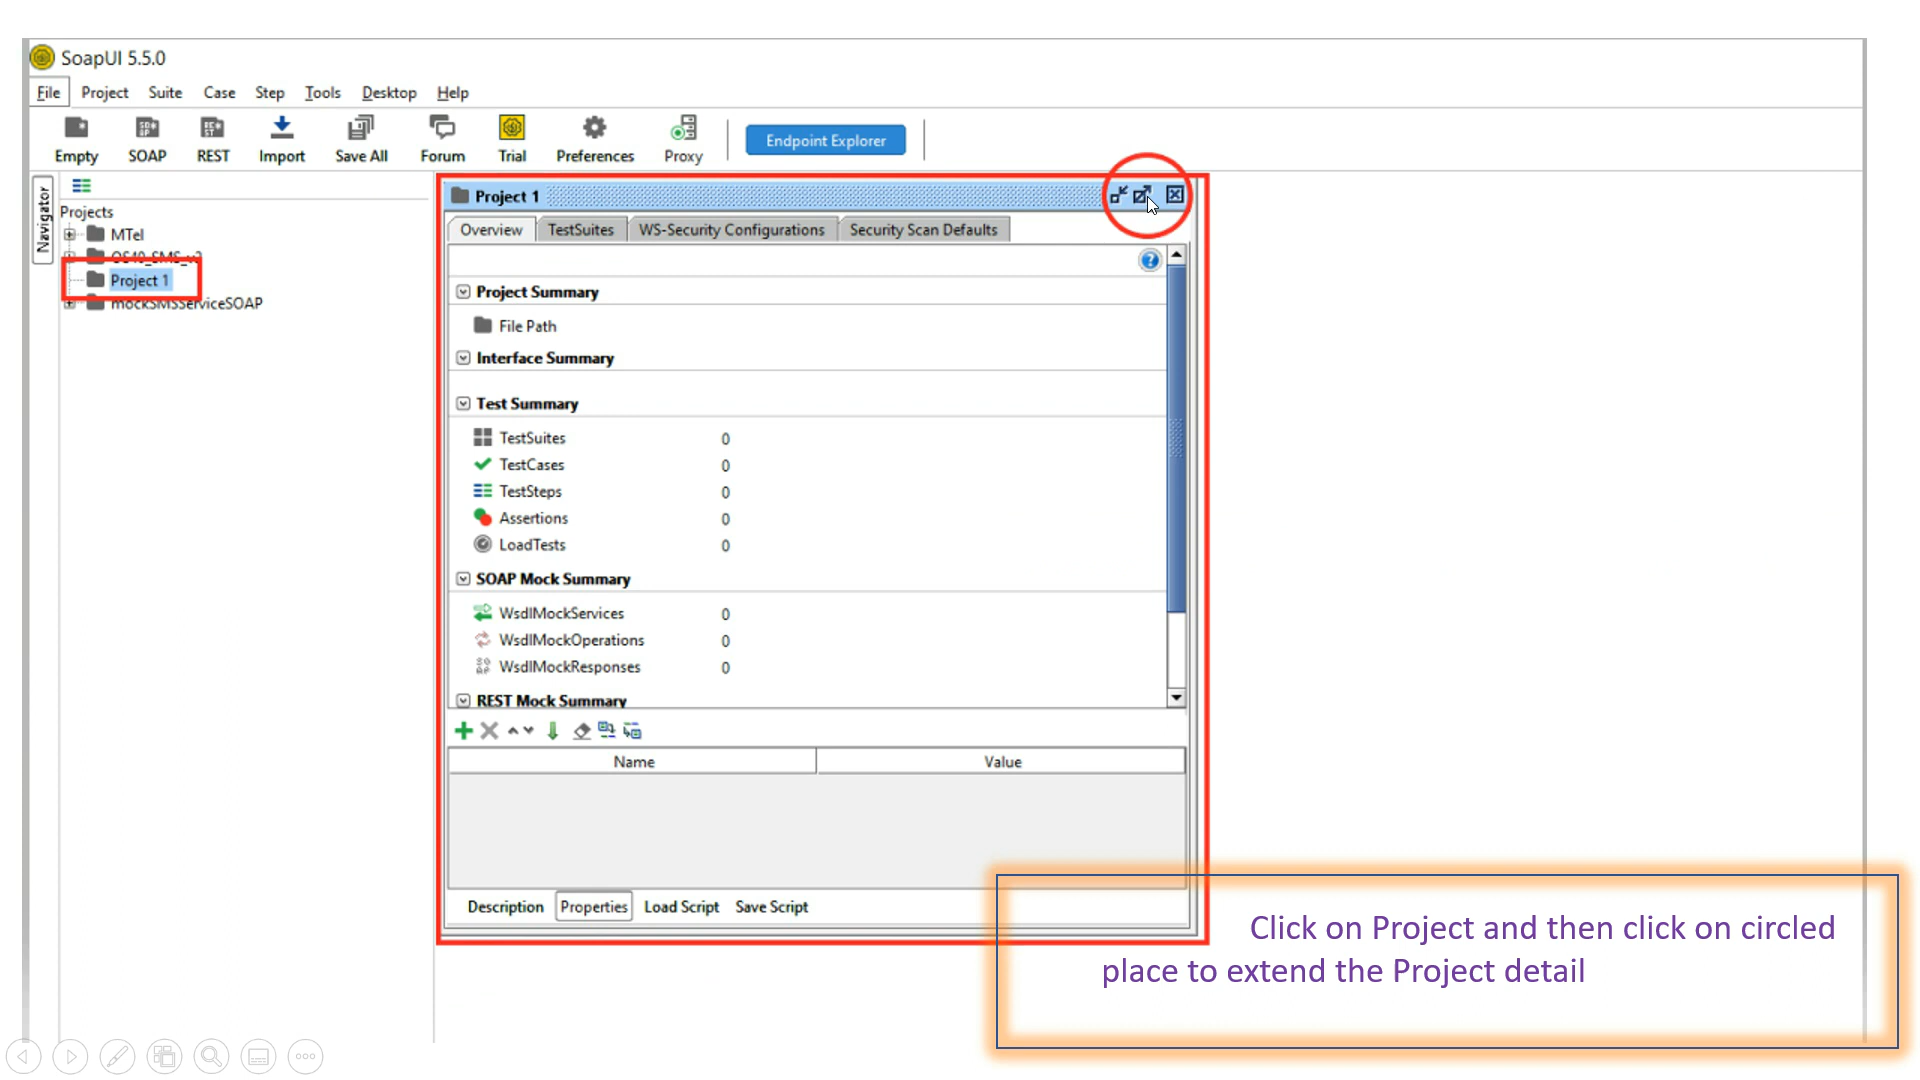 SoapUI 5.5.0
File Project Suite Case Step Tools Desktop Help
Empty SOAP REST Import Save All Forum Trial Preferences Proxy Endpoint Explorer
Navigator
Projects
MTel
Project 1
mockSMSServiceSOAP
Project 1
Overview TestSuites WS-Security Configurations Security Scan Defaults
Project Summary
File Path
Interface Summary
Test Summary
TestSuites 0
TestCases 0
TestSteps 0
Assertions 0
LoadTests 0
SOAP Mock Summary
WsdlMockServices 0
WsdlMockOperations 0
WsdlMockResponses 0
REST Mock Summary
Name Value
Description Properties Load Script Save Script
Click on Project and then click on circled
place to extend the Project detail